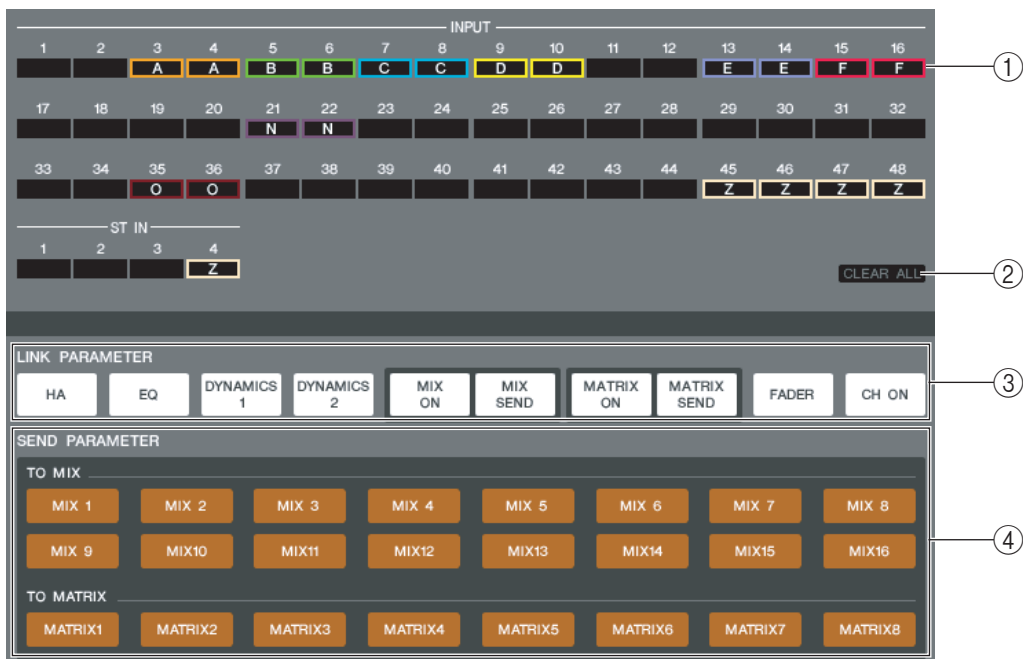 INPUT
1 2 3 4 5 6 7 8 9 10 11 12 13 14 15 16
A A B B C C D D E E F F
①
17 18 19 20 21 22 23 24 25 26 27 28 29 30 31 32
N N
33 34 35 36 37 38 39 40 41 42 43 44 45 46 47 48
O O Z Z Z Z
ST IN
1 2 3 4
Z
CLEAR ALL ②
LINK PARAMETER
HA EQ DYNAMICS 1 DYNAMICS 2 MIX ON MIX SEND MATRIX ON MATRIX SEND FADER CH ON
③
SEND PARAMETER
TO MIX
MIX 1 MIX 2 MIX 3 MIX 4 MIX 5 MIX 6 MIX 7 MIX 8
MIX 9 MIX10 MIX11 MIX12 MIX13 MIX14 MIX15 MIX16
④
TO MATRIX
MATRIX1 MATRIX2 MATRIX3 MATRIX4 MATRIX5 MATRIX6 MATRIX7 MATRIX8